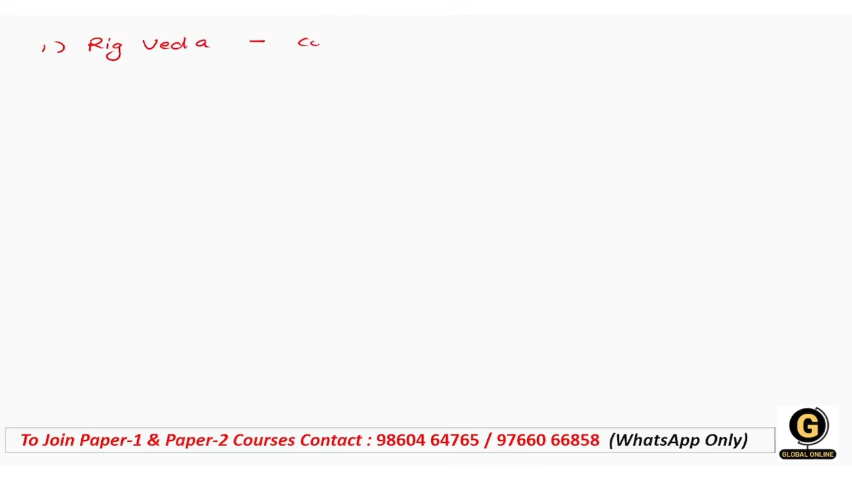 1) Rig Veda - co
To Join Paper-1 & Paper-2 Courses Contact : 98604 64765 / 97660 66858 (WhatsApp Only)
G
GLOBAL ONLINE